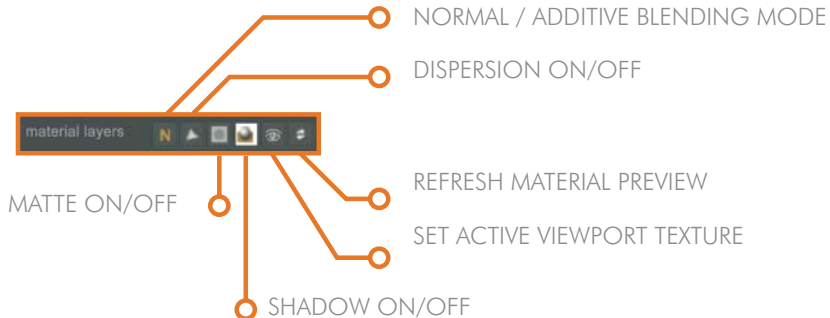 NORMAL / ADDITIVE BLENDING MODE
DISPERSION ON/OFF
material layers N
REFRESH MATERIAL PREVIEW
MATTE ON/OFF
SET ACTIVE VIEWPORT TEXTURE
SHADOW ON/OFF